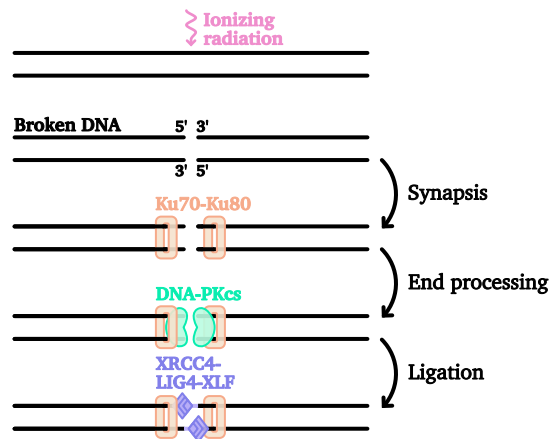 Ionizing
radiation
Broken DNA
5' 3'
3' 5'
Synapsis
Ku70-Ku80
End processing
DNA-PKcs
XRCC4-
LIG4-XLF
Ligation